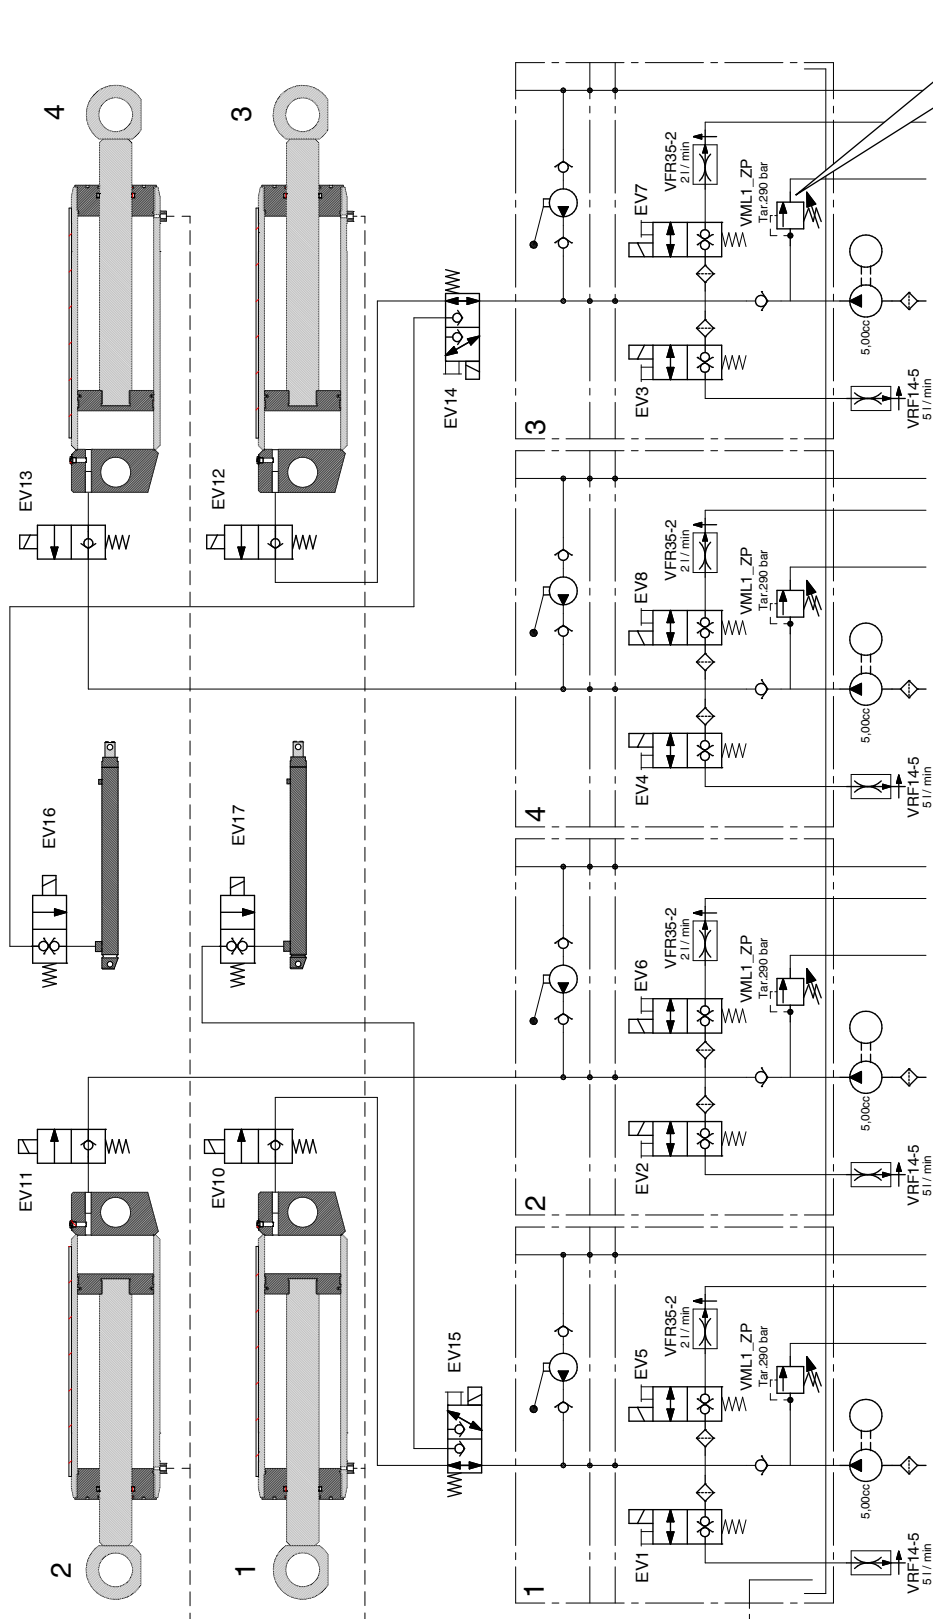 4
3
EV13
EV12
EV14
EV7
VFR35-2
2 l / min
VML1_ZP
Tar.290 bar
EV3
5,00cc
VRF14-5
5 l / min
3
EV8
VFR35-2
2 l / min
VML1_ZP
Tar.290 bar
EV4
5,00cc
VRF14-5
5 l / min
4
EV16
EV17
EV6
VFR35-2
2 l / min
VML1_ZP
Tar.290 bar
EV2
5,00cc
VRF14-5
5 l / min
2
EV11
EV10
EV15
EV5
VFR35-2
2 l / min
VML1_ZP
Tar.290 bar
EV1
5,00cc
VRF14-5
5 l / min
1
2
1